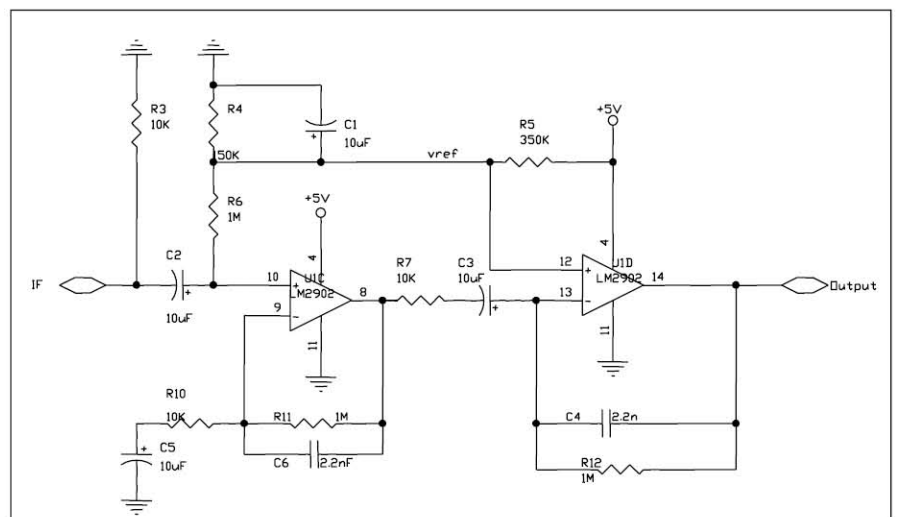 R3
10K
R4
50K
C1
10uF
+
vref
R5
350K
+5V
R6
1M
+5V
4
C2
10uF
+
IF
10
+
U1C
LM2902
9
-
8
11
R7
10K
C3
10uF
+
12
+
U1D
LM2902
13
-
14
4
11
Output
R10
10K
R11
1M
C6
2.2nF
C5
10uF
+
C4
2.2n
R12
1M